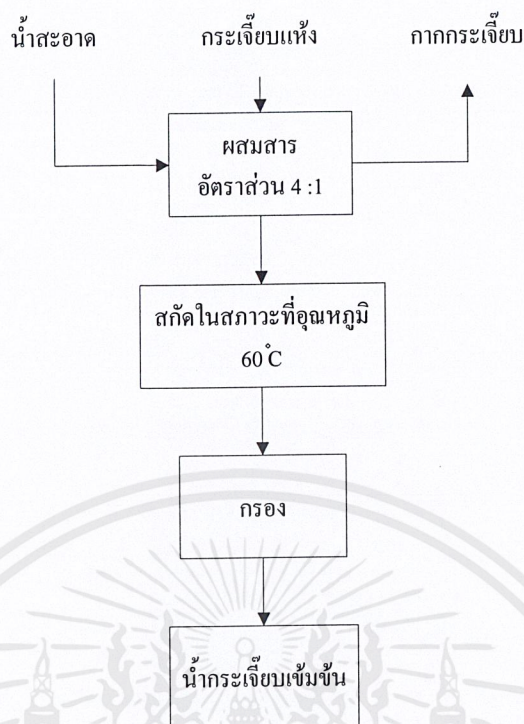 น้ำสะอาด
กระเจี๊ยบแห้ง
กากกระเจี๊ยบ
ผสมสาร
อัตราส่วน 4 :1
สกัดในสภาวะที่อุณหภูมิ
60 ํC
กรอง
น้ำกระเจี๊ยบเข้มข้น